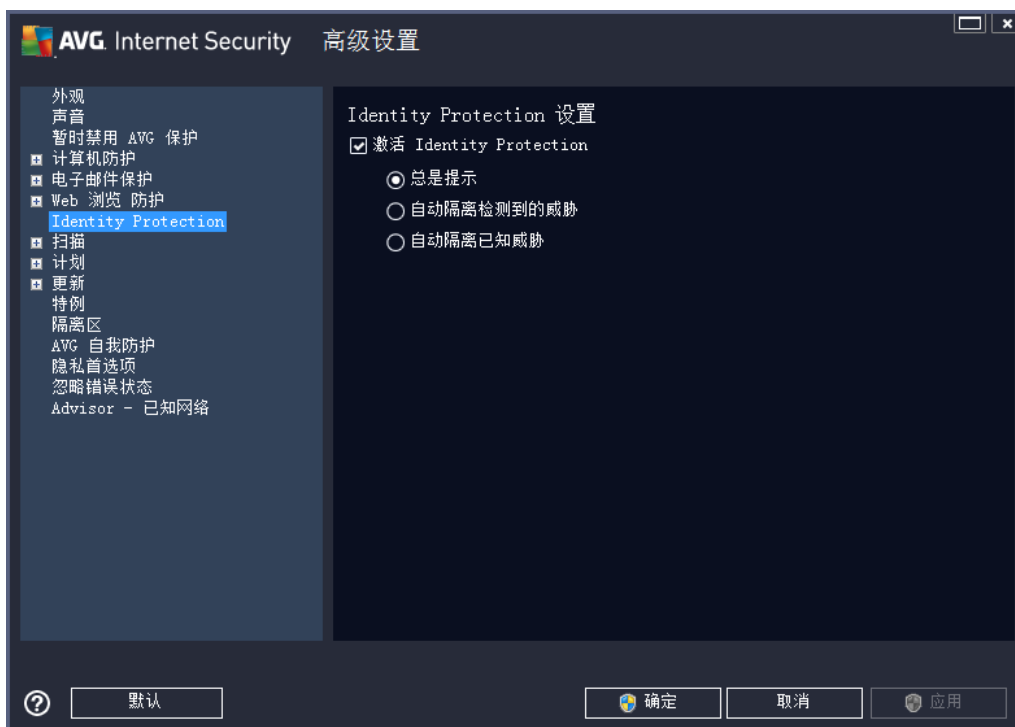 AVG. Internet Security 高级设置
外观
声音
暂时禁用 AVG 保护
计算机防护
电子邮件保护
Web 浏览 防护
Identity Protection
扫描
计划
更新
特例
隔离区
AVG 自我防护
隐私首选项
忽略错误状态
Advisor - 已知网络
Identity Protection 设置
激活 Identity Protection
总是提示
自动隔离检测到的威胁
自动隔离已知威胁
默认
确定
取消
应用